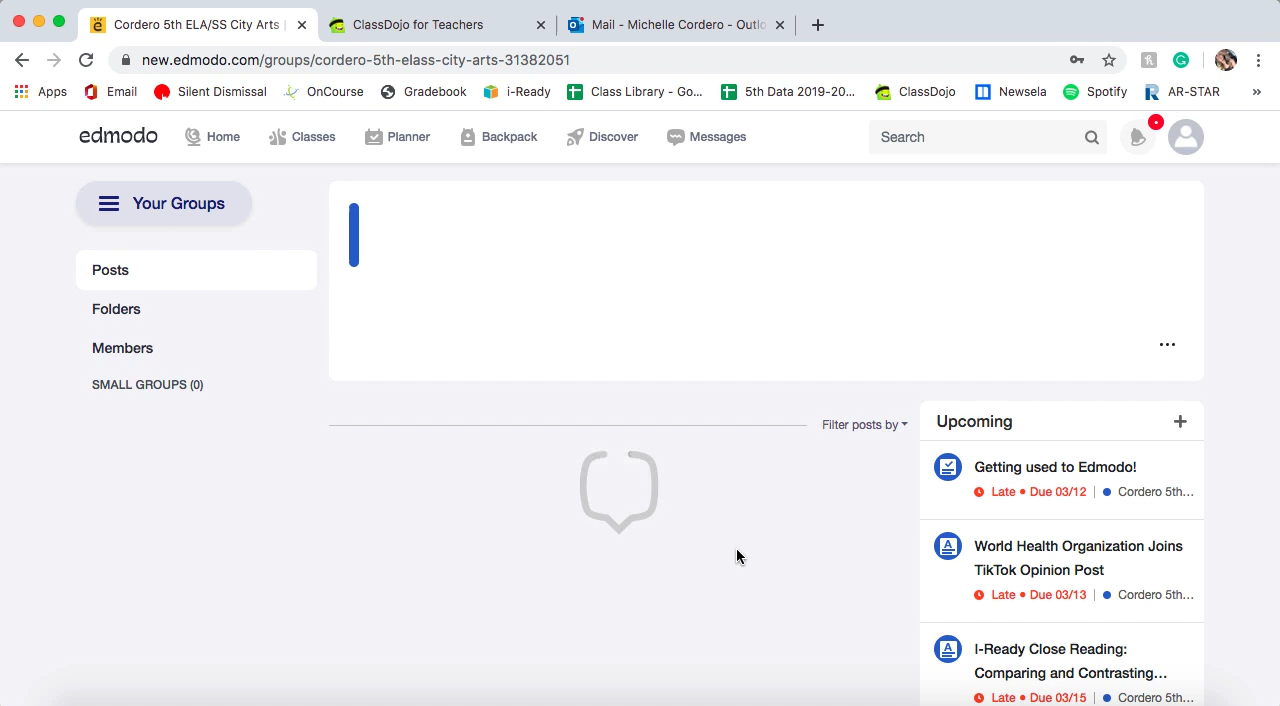 Cordero 5th ELA/SS City Arts
ClassDojo for Teachers
Mail - Michelle Cordero - Outlo
new.edmodo.com/groups/cordero-5th-elass-city-arts-31382051
Apps
Email
Silent Dismissal
OnCourse
Gradebook
i-Ready
Class Library - Go...
5th Data 2019-20...
ClassDojo
Newsela
Spotify
AR-STAR
»
edmodo
Home
Classes
Planner
Backpack
Discover
Messages
Search
Your Groups
Posts
Folders
Members
SMALL GROUPS (0)
Filter posts by
Upcoming
Getting used to Edmodo!
Late • Due 03/12 | Cordero 5th...
World Health Organization Joins
TikTok Opinion Post
Late • Due 03/13 | Cordero 5th...
I-Ready Close Reading:
Comparing and Contrasting...
Late • Due 03/15 | Cordero 5th...